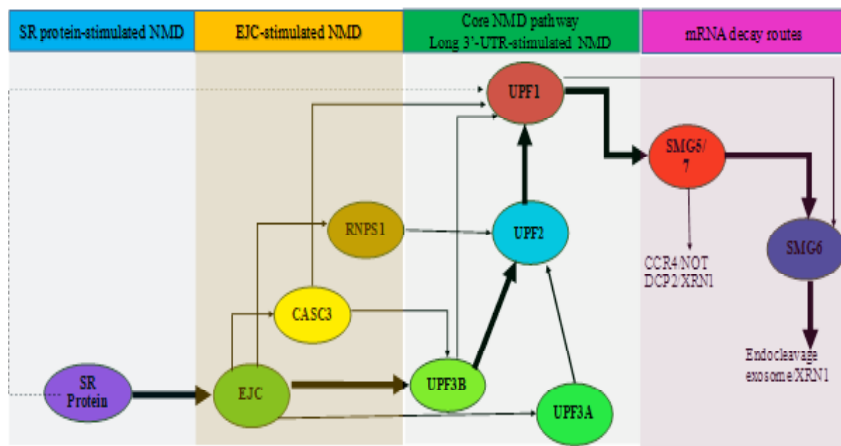 SR protein-stimulated NMD
EJC-stimulated NMD
Core NMD pathway
Long 3'-UTR-stimulated NMD
mRNA decay routes
UPF1
SMG5/
7
RNPS1
UPF2
SMG6
CCR4/NOT
DCP2/XRN1
CASC3
Endocleavage
exosome/XRN1
SR
Protein
EJC
UPF3B
UPF3A